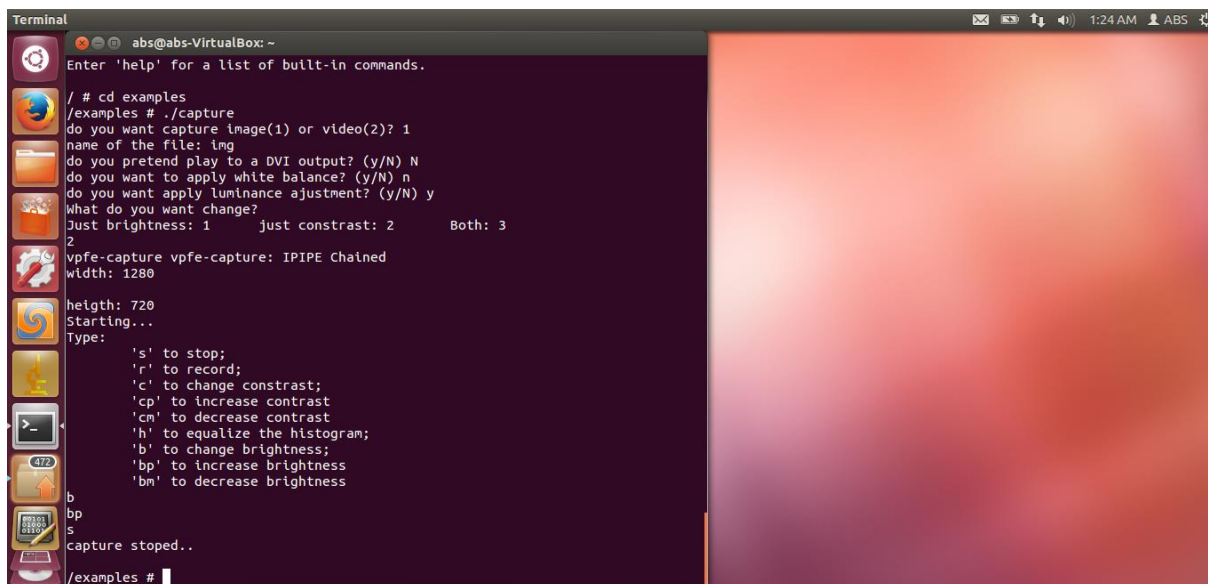 Terminal
1:24 AM ABS
abs@abs-VirtualBox: ~
Enter 'help' for a list of built-in commands.
/ # cd examples
/examples # ./capture
do you want capture image(1) or video(2)? 1
name of the file: img
do you pretend play to a DVI output? (y/N) N
do you want to apply white balance? (y/N) n
do you want apply luminance ajustment? (y/N) y
What do you want change?
Just brightness: 1 just constrast: 2 Both: 3
2
vpfe-capture vpfe-capture: IPIPE Chained
width: 1280
heigth: 720
Starting...
Type:
's' to stop;
'r' to record;
'c' to change constrast;
'cp' to increase contrast
'cm' to decrease contrast
'h' to equalize the histogram;
'b' to change brightness;
'bp' to increase brightness
'bm' to decrease brightness
b
bp
s
capture stoped..
/examples #
472